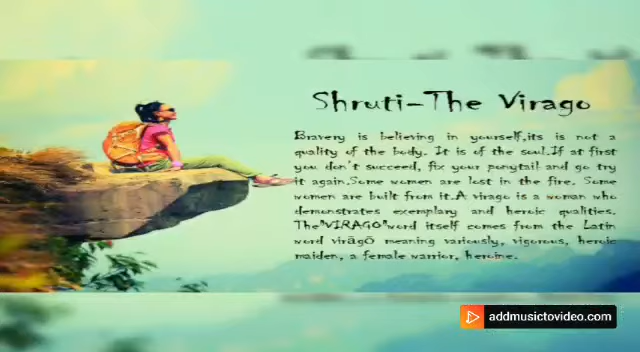 Shruti-The Virago
Bravery is believing in yourself,its is not a
quality of the body. It is of the soul.If at first
you don't succeed, fix your ponytail and go try
it again.Some women are lost in the fire. Some
women are built from it.A virago is a woman who
demonstrates exemplary and heroic qualities.
The"VIRAGO"word itself comes from the Latin
word virāgō meaning variously, vigorous, heroic
maiden, a female warrior, heroine.
addmusictovideo.com